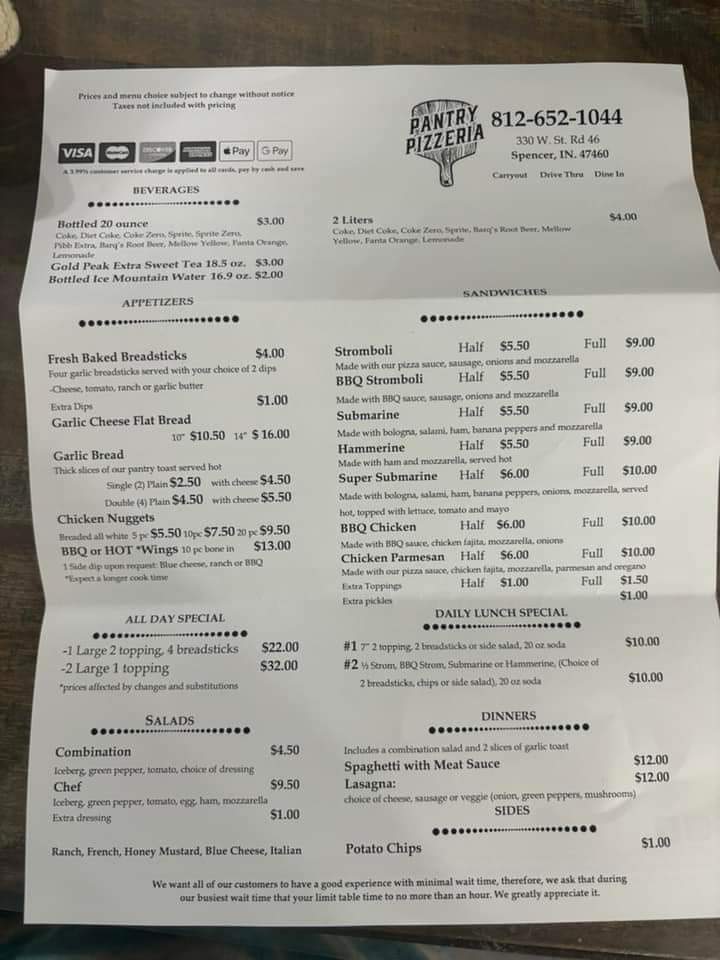 Prices and menu choice subject to change without notice
Taxes not included with pricing
VISA DISCOVER Pay G Pay
A 3.99% customer service charge is applied to all cards, pay by cash and save
PANTRY
PIZZERIA
812-652-1044
330 W. St. Rd 46
Spencer, IN. 47460
Carryout Drive Thru Dine In
BEVERAGES
Bottled 20 ounce $3.00
Coke, Diet Coke, Coke Zero, Sprite, Sprite Zero,
Pibb Extra, Barq's Root Beer, Mellow Yellow, Fanta Orange,
Lemonade
Gold Peak Extra Sweet Tea 18.5 oz. $3.00
Bottled Ice Mountain Water 16.9 oz. $2.00
2 Liters $4.00
Coke, Diet Coke, Coke Zero, Sprite, Barq's Root Beer, Mellow
Yellow, Fanta Orange, Lemonade
APPETIZERS
Fresh Baked Breadsticks $4.00
Four garlic breadsticks served with your choice of 2 dips
-Cheese, tomato, ranch or garlic butter
Extra Dips $1.00
Garlic Cheese Flat Bread
10" $10.50 14" $ 16.00
Garlic Bread
Thick slices of our pantry toast served hot
Single (2) Plain $2.50 with cheese $4.50
Double (4) Plain $4.50 with cheese $5.50
Chicken Nuggets
Breaded all white 5 pc $5.50 10pc $7.50 20 pc $9.50
BBQ or HOT *Wings 10 pc bone in $13.00
1 Side dip upon request: Blue cheese, ranch or BBQ
*Expect a longer cook time
SANDWICHES
Stromboli Half $5.50 Full $9.00
Made with our pizza sauce, sausage, onions and mozzarella
BBQ Stromboli Half $5.50 Full $9.00
Made with BBQ sauce, sausage, onions and mozzarella
Submarine Half $5.50 Full $9.00
Made with bologna, salami, ham, banana peppers and mozzarella
Hammerine Half $5.50 Full $9.00
Made with ham and mozzarella, served hot
Super Submarine Half $6.00 Full $10.00
Made with bologna, salami, ham, banana peppers, onions, mozzarella, served
hot, topped with lettuce, tomato and mayo
BBQ Chicken Half $6.00 Full $10.00
Made with BBQ sauce, chicken fajita, mozzarella, onions
Chicken Parmesan Half $6.00 Full $10.00
Made with our pizza sauce, chicken fajita, mozzarella, parmesan and oregano
Extra Toppings Half $1.00 Full $1.50
Extra pickles $1.00
ALL DAY SPECIAL
-1 Large 2 topping, 4 breadsticks $22.00
-2 Large 1 topping $32.00
*prices affected by changes and substitutions
DAILY LUNCH SPECIAL
#1 7" 2 topping, 2 breadsticks or side salad, 20 oz soda $10.00
#2 ½ Strom, BBQ Strom, Submarine or Hammerine, (Choice of
2 breadsticks, chips or side salad), 20 oz soda $10.00
SALADS
Combination $4.50
Iceberg, green pepper, tomato, choice of dressing
Chef $9.50
Iceberg, green pepper, tomato, egg, ham, mozzarella
Extra dressing $1.00
Ranch, French, Honey Mustard, Blue Cheese, Italian
DINNERS
Includes a combination salad and 2 slices of garlic toast
Spaghetti with Meat Sauce $12.00
Lasagna: $12.00
choice of cheese, sausage or veggie (onion, green peppers, mushrooms)
SIDES
Potato Chips $1.00
We want all of our customers to have a good experience with minimal wait time, therefore, we ask that during
our busiest wait time that your limit table time to no more than an hour. We greatly appreciate it.